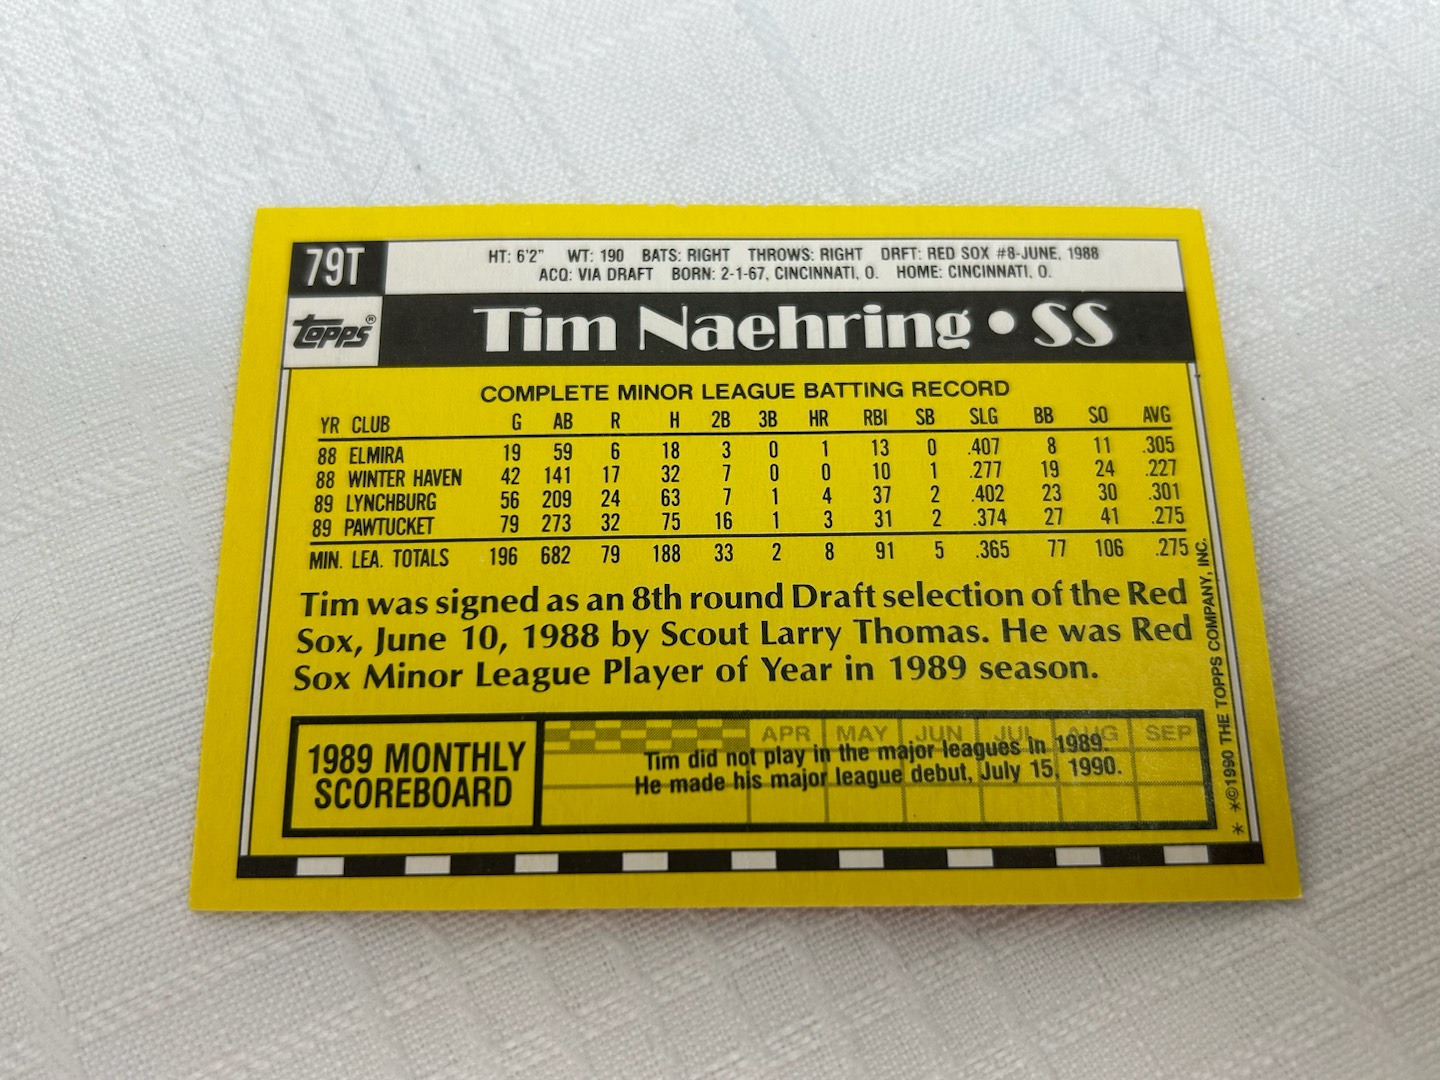 79T
HT: 6'2" WT: 190 BATS: RIGHT THROWS: RIGHT DRFT: RED SOX #8-JUNE, 1988
ACQ: VIA DRAFT BORN: 2-1-67, CINCINNATI, O. HOME: CINCINNATI, O.
topps®
Tim Naehring • SS
COMPLETE MINOR LEAGUE BATTING RECORD
YR CLUB G AB R H 2B 3B HR RBI SB SLG BB SO AVG
88 ELMIRA 19 59 6 18 3 0 1 13 0 .407 8 11 .305
88 WINTER HAVEN 42 141 17 32 7 0 0 10 1 .277 19 24 .227
89 LYNCHBURG 56 209 24 63 7 1 4 37 2 .402 23 30 .301
89 PAWTUCKET 79 273 32 75 16 1 3 31 2 .374 27 41 .275
MIN. LEA. TOTALS 196 682 79 188 33 2 8 91 5 .365 77 106 .275
Tim was signed as an 8th round Draft selection of the Red
Sox, June 10, 1988 by Scout Larry Thomas. He was Red
Sox Minor League Player of Year in 1989 season.
1989 MONTHLY
SCOREBOARD
APR MAY JUN JUL AUG SEP
Tim did not play in the major leagues in 1989.
He made his major league debut, July 15, 1990.
* *©1990 THE TOPPS COMPANY, INC.